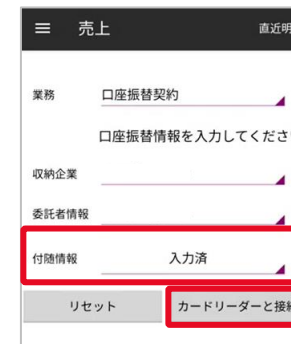 売上 直近明
業務 口座振替契約
口座振替情報を入力してくださ
収納企業
委託者情報
付随情報 入力済
リセット カードリーダーと接